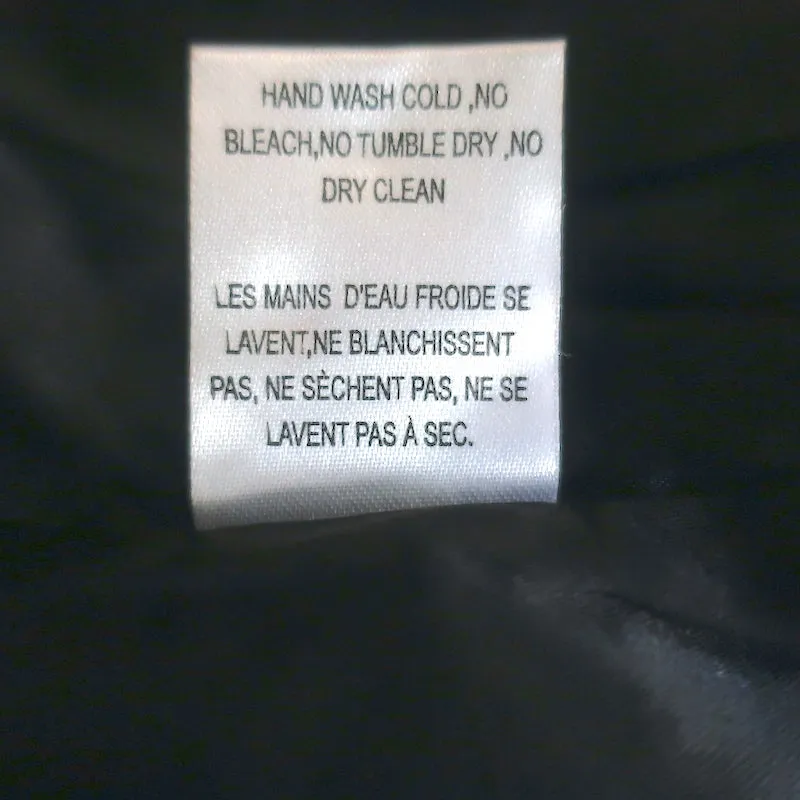 HAND WASH COLD ,NO
BLEACH,NO TUMBLE DRY ,NO
DRY CLEAN
LES MAINS D'EAU FROIDE SE
LAVENT,NE BLANCHISSENT
PAS, NE SÈCHENT PAS, NE SE
LAVENT PAS À SEC.